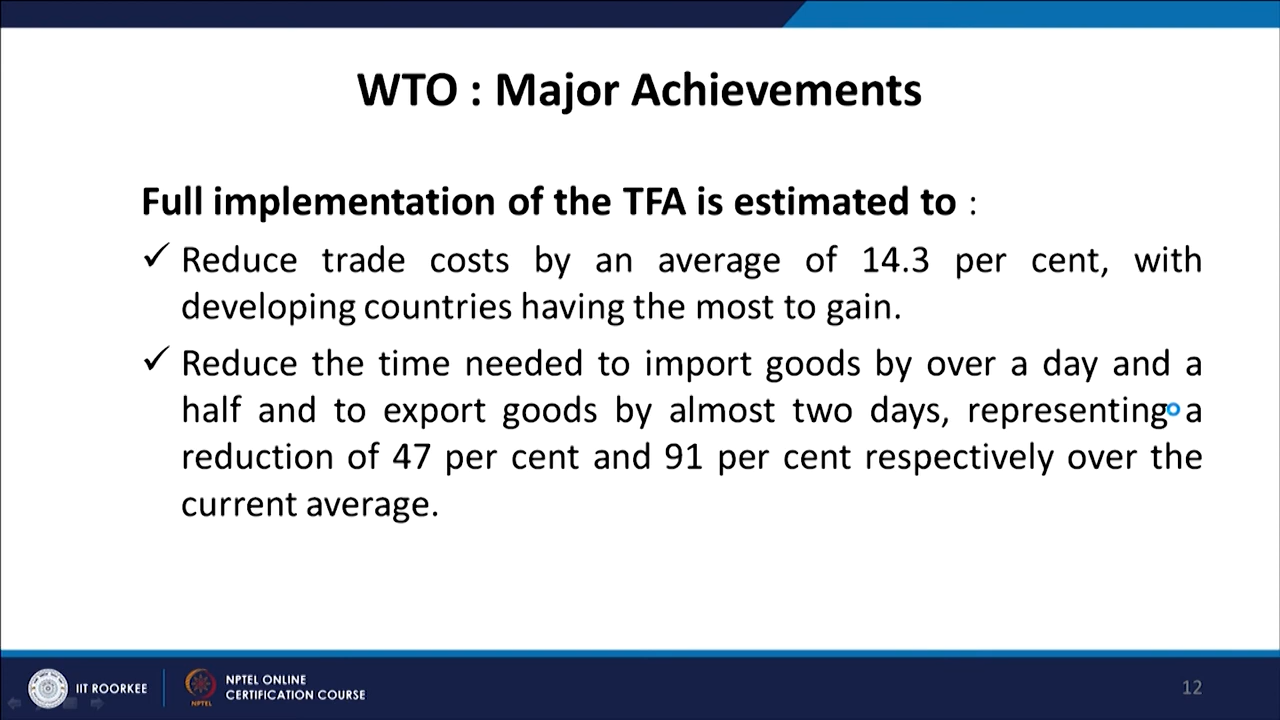 WTO : Major Achievements
Full implementation of the TFA is estimated to :
✓ Reduce trade costs by an average of 14.3 per cent, with
developing countries having the most to gain.
✓ Reduce the time needed to import goods by over a day and a
half and to export goods by almost two days, representing a
reduction of 47 per cent and 91 per cent respectively over the
current average.
IIT ROORKEE
NPTEL
NPTEL ONLINE
CERTIFICATION COURSE
12